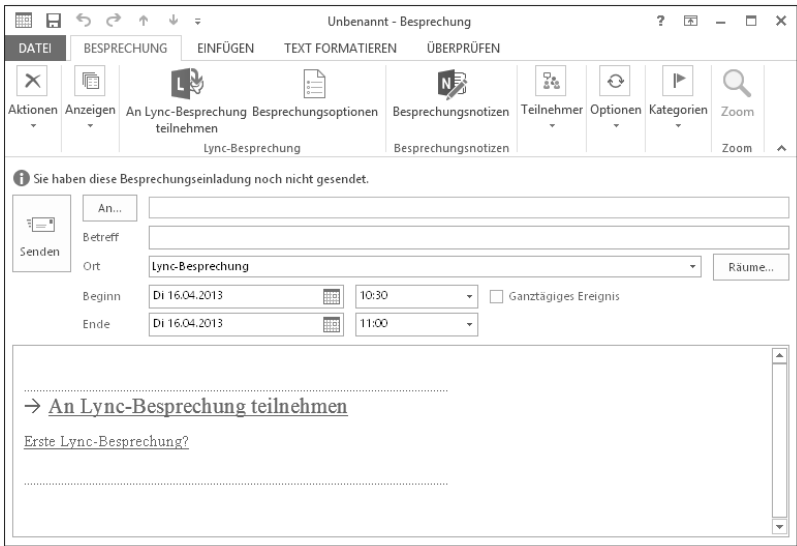 Unbenannt - Besprechung
DATEI BESPRECHUNG EINFÜGEN TEXT FORMATIEREN ÜBERPRÜFEN
Aktionen Anzeigen An Lync-Besprechung Besprechungsoptionen Besprechungsnotizen Teilnehmer Optionen Kategorien Zoom
teilnehmen
Lync-Besprechung Besprechungsnotizen Zoom
Sie haben diese Besprechungseinladung noch nicht gesendet.
An...
Betreff
Senden
Ort Lync-Besprechung Räume...
Beginn Di 16.04.2013 10:30 Ganztägiges Ereignis
Ende Di 16.04.2013 11:00
→ An Lync-Besprechung teilnehmen
Erste Lync-Besprechung?